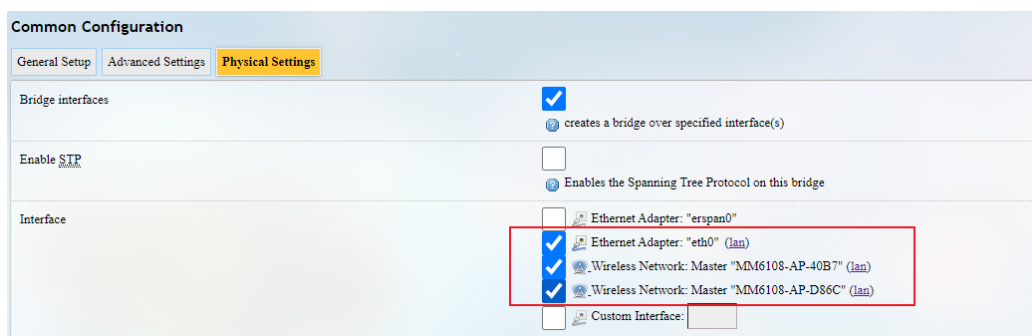 Common Configuration
General Setup Advanced Settings Physical Settings
Bridge interfaces
creates a bridge over specified interface(s)
Enable STP
Enables the Spanning Tree Protocol on this bridge
Interface
Ethernet Adapter: "erspan0"
Ethernet Adapter: "eth0" (lan)
Wireless Network: Master "MM6108-AP-40B7" (lan)
Wireless Network: Master "MM6108-AP-D86C" (lan)
Custom Interface: